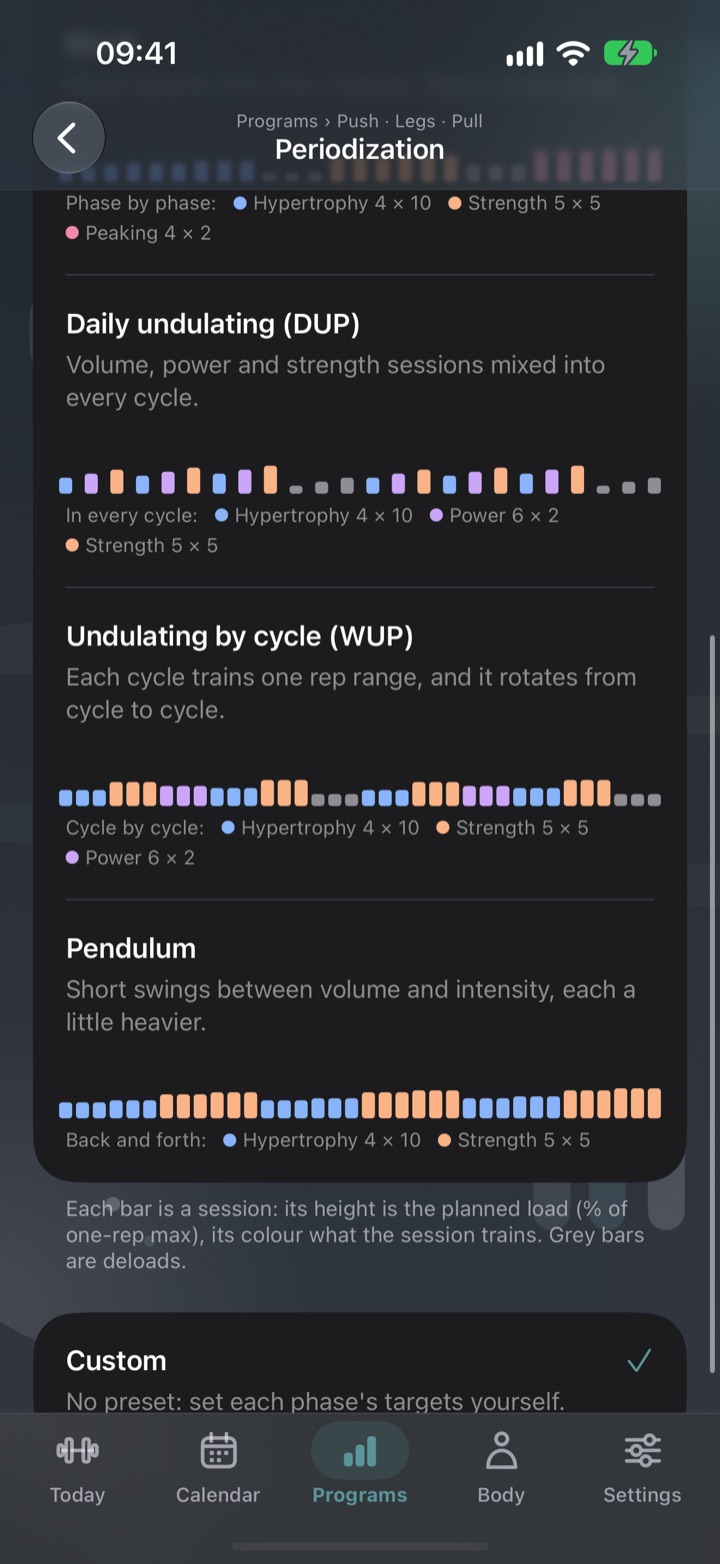 09:41
Programs › Push · Legs · Pull
Periodization
Phase by phase: Hypertrophy 4 × 10 Strength 5 × 5
Peaking 4 × 2
Daily undulating (DUP)
Volume, power and strength sessions mixed into
every cycle.
In every cycle: Hypertrophy 4 × 10 Power 6 × 2
Strength 5 × 5
Undulating by cycle (WUP)
Each cycle trains one rep range, and it rotates from
cycle to cycle.
Cycle by cycle: Hypertrophy 4 × 10 Strength 5 × 5
Power 6 × 2
Pendulum
Short swings between volume and intensity, each a
little heavier.
Back and forth: Hypertrophy 4 × 10 Strength 5 × 5
Each bar is a session: its height is the planned load (% of
one-rep max), its colour what the session trains. Grey bars
are deloads.
Custom
No preset: set each phase's targets yourself.
Today
Calendar
Programs
Body
Settings